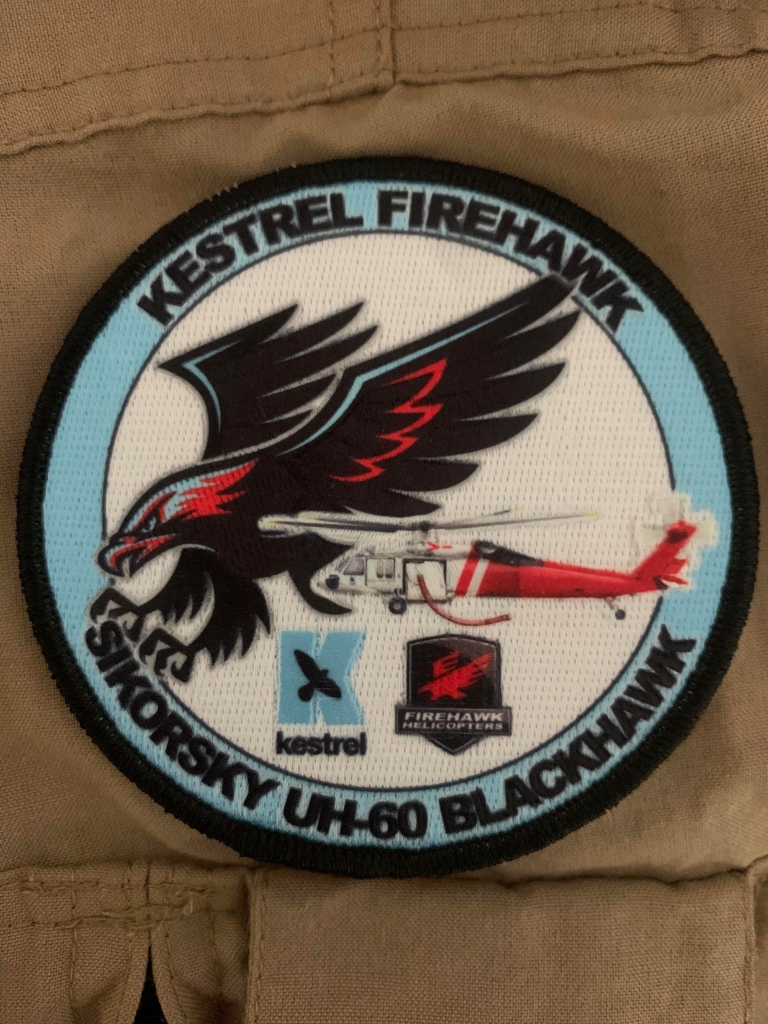 KESTREL FIREHAWK
K
kestrel
FIREHAWK
HELICOPTERS
SIKORSKY UH-60 BLACKHAWK